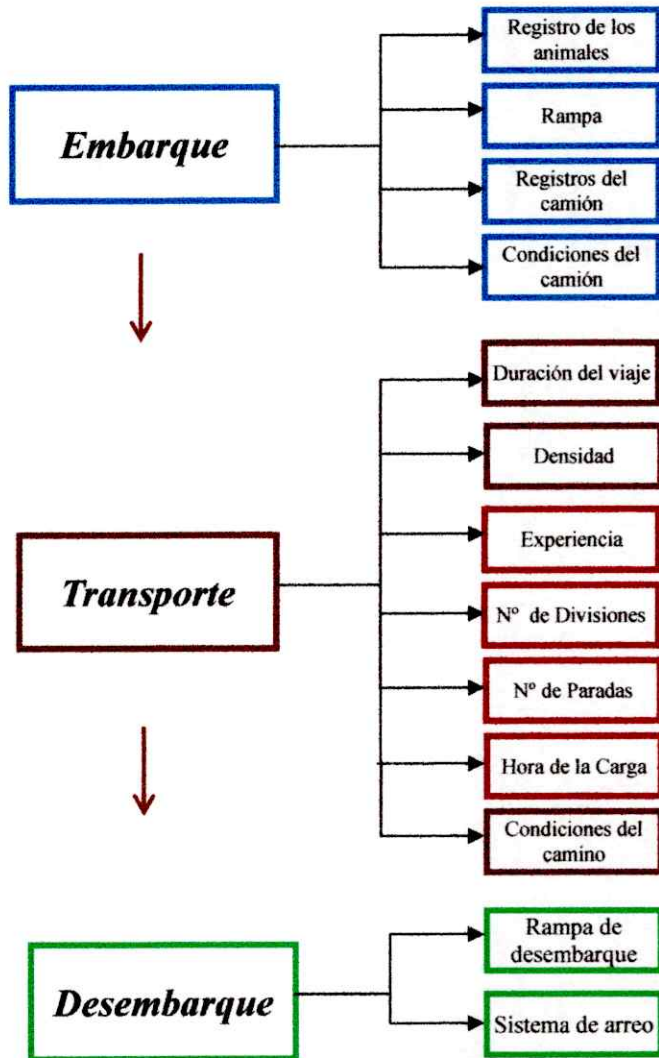 Embarque
Registro de los
animales
Rampa
Registros del
camión
Condiciones del
camión
Transporte
Duración del viaje
Densidad
Experiencia
Nº de Divisiones
Nº de Paradas
Hora de la Carga
Condiciones del
camino
Desembarque
Rampa de
desembarque
Sistema de arreo